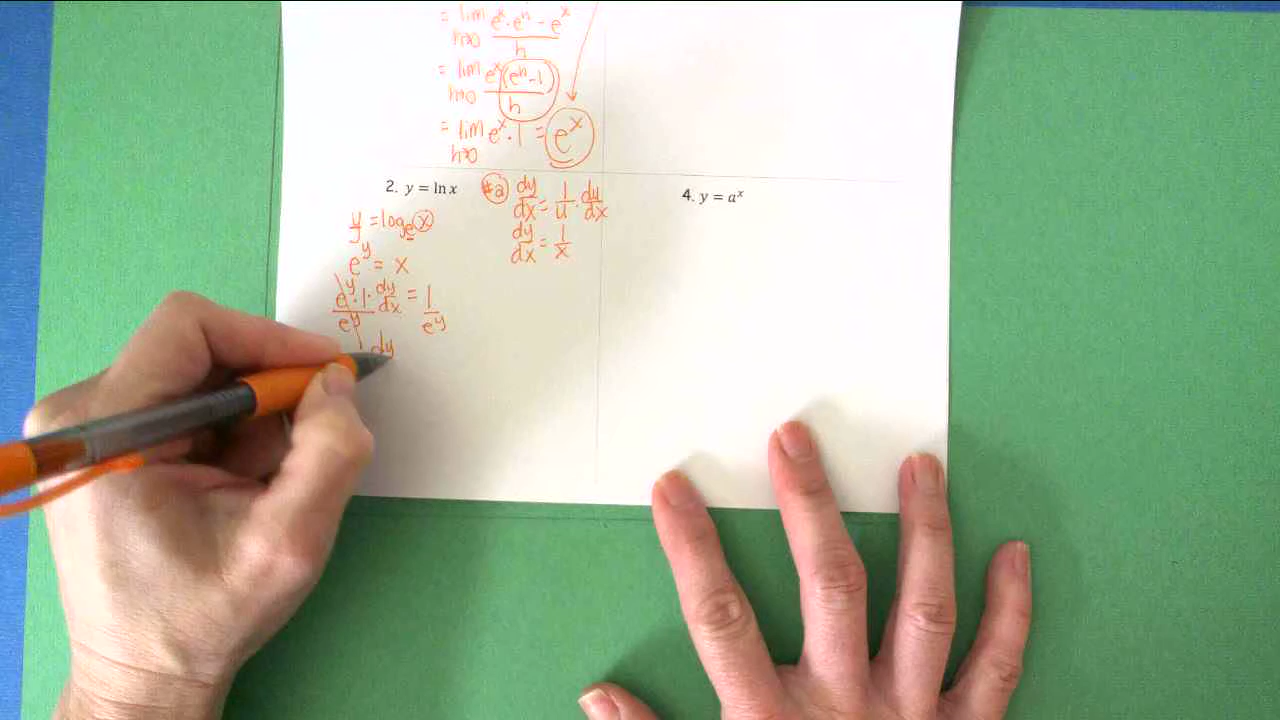 = lim h→0 e^x · e^h - e^x / h
= lim h→0 e^x (e^h - 1) / h
= lim h→0 e^x · 1 = e^x
2. y = ln x
y = log_e x
e^y = x
e^y · 1 · dy/dx / e^y = 1 / e^y
dy
#2) dy/dx = 1/u · du/dx
dy/dx = 1/x
4. y = a^x